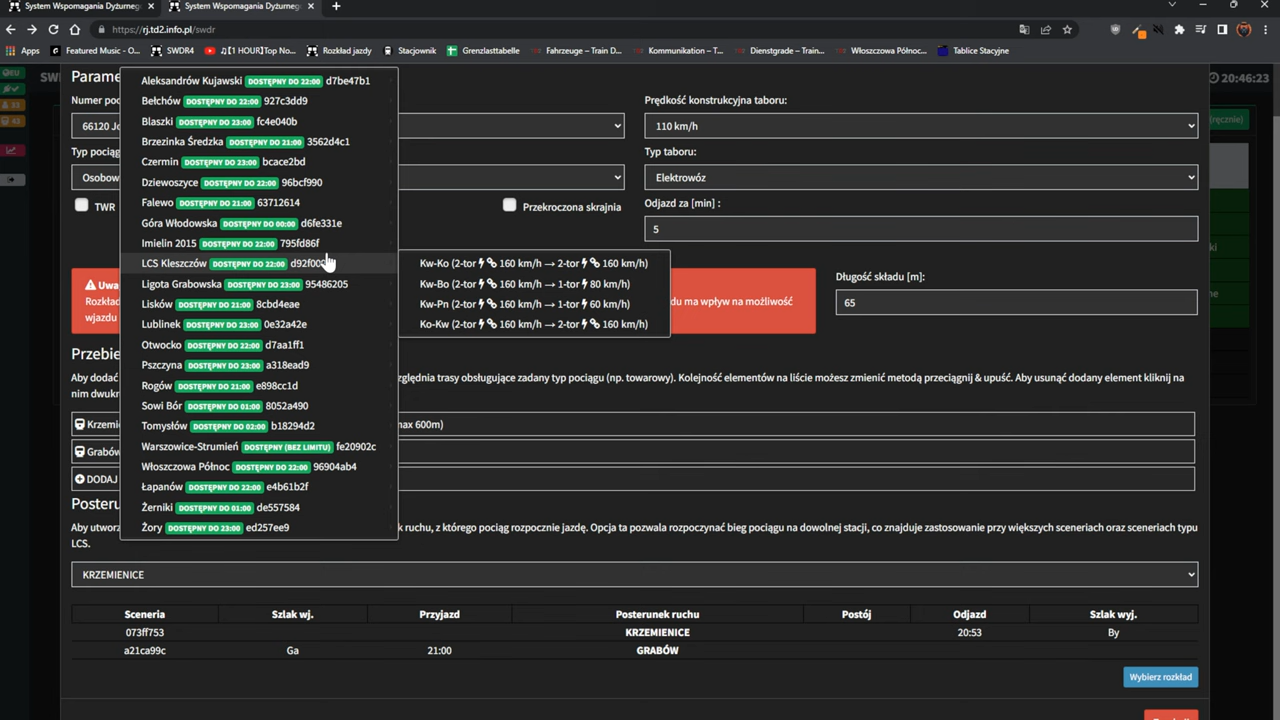 System Wspomagania Dyżurnego
System Wspomagania Dyżurnego
https://rj.td2.info.pl/swdr
Apps
Featured Music - O...
SWDR4
[1 HOUR] Top No...
Rozkład jazdy
Stacjownik
Grenzlasttabelle
Fahrzeuge – Train D...
Kommunikation – T...
Dienstgrade – Train...
Włoszczowa Północ...
Tablice Stacyjne
20:46:23
EU
Numer
Prędkość konstrukcyjna taboru:
66120
110 km/h
Typ pociąg
Typ taboru:
Osobow
Elektrowóz
TWR
Przekroczona skrajnia
Odjazd za [min] :
5
Aleksandrów Kujawski DOSTĘPNY DO 22:00 d7be47b1
Bełchów DOSTĘPNY DO 22:00 927c3dd9
Blaszki DOSTĘPNY DO 23:00 fc4e040b
Brzezinka Średzka DOSTĘPNY DO 21:00 3562d4c1
Czermin DOSTĘPNY DO 23:00 bcace2bd
Dziewoszyce DOSTĘPNY DO 22:00 96bcf990
Falewo DOSTĘPNY DO 21:00 63712614
Góra Włodowska DOSTĘPNY DO 00:00 d6fe331e
Imielin 2015 DOSTĘPNY DO 22:00 795fd86f
LCS Kleszczów DOSTĘPNY DO 22:00
Ligota Grabowska DOSTĘPNY DO 23:00 95486205
Lisków DOSTĘPNY DO 21:00 8cbd4eae
Lublinek DOSTĘPNY DO 23:00 0e32a42e
Otwocko DOSTĘPNY DO 22:00 d7aa1ff1
Pszczyna DOSTĘPNY DO 23:00 a318ead9
Rogów DOSTĘPNY DO 21:00 e898cc1d
Sowi Bór DOSTĘPNY DO 01:00 8052a490
Tomysłów DOSTĘPNY DO 02:00 b18294d2
Warszowice-Strumień DOSTĘPNY (BEZ LIMITU) fe20902c
Włoszczowa Północ DOSTĘPNY DO 22:00 96904ab4
Łapanów DOSTĘPNY DO 22:00 e4b61b2f
Żerniki DOSTĘPNY DO 01:00 de557584
Żory DOSTĘPNY DO 23:00 ed257ee9
Kw-Ko (2-tor 160 km/h → 2-tor 160 km/h)
Kw-Bo (2-tor 160 km/h → 1-tor 80 km/h)
Kw-Pn (2-tor 160 km/h → 1-tor 60 km/h)
Ko-Kw (2-tor 160 km/h → 2-tor 160 km/h)
Uwa
Rozkład
wjazdu
du ma wpływ na możliwość
Długość składu [m]:
65
Przebie
Aby dodać
względnia trasy obsługujące zadany typ pociągu (np. towarowy). Kolejność elementów na liście możesz zmienić metodą przeciągnij & upuść. Aby usunąć dodany element kliknij na
nim dwukr
Krzemie
max 600m)
Grabów
DODAJ
Poster
Aby utworz
k ruchu, z którego pociąg rozpocznie jazdę. Opcja ta pozwala rozpoczynać bieg pociągu na dowolnej stacji, co znajduje zastosowanie przy większych sceneriach oraz sceneriach typu
LCS.
KRZEMIENICE
Sceneria Szlak wj. Przyjazd Posterunek ruchu Postój Odjazd Szlak wyj.
073ff753 KRZEMIENICE 20:53 By
a21ca99c Ga 21:00 GRABÓW
Wybierz rozkład